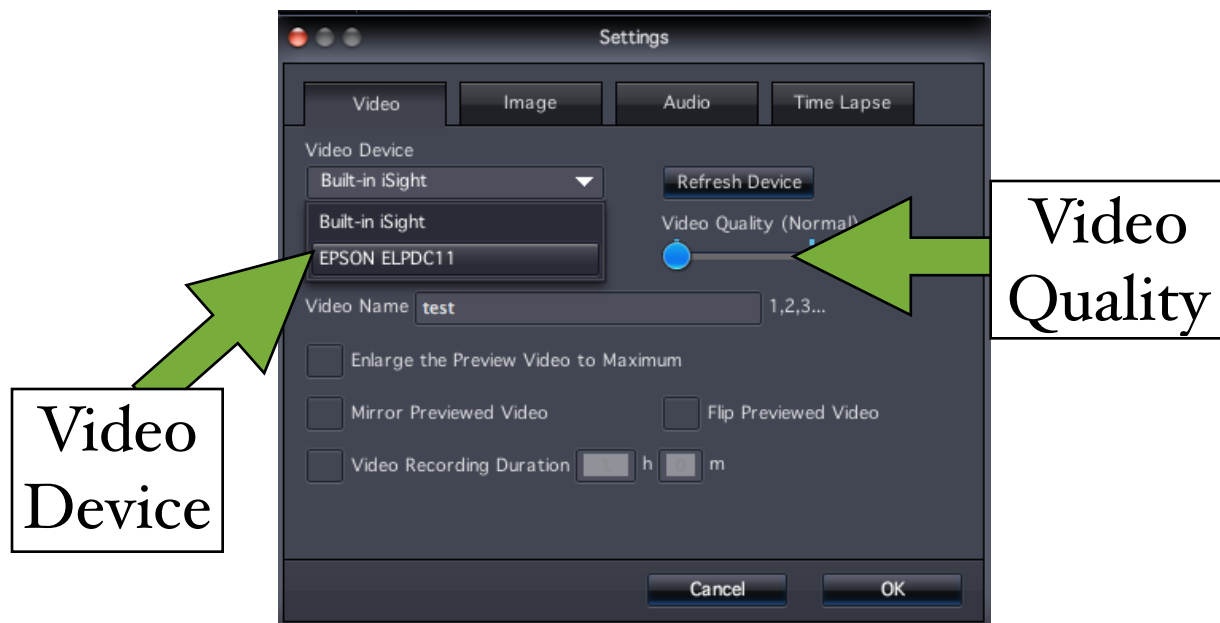 Settings
Video Image Audio Time Lapse
Video Device
Built-in iSight Refresh Device
Built-in iSight Video Quality (Normal)
EPSON ELPDC11
Video Name test 1,2,3...
Enlarge the Preview Video to Maximum
Mirror Previewed Video Flip Previewed Video
Video Recording Duration 1 h 0 m
Cancel OK
Video
Device
Video
Quality